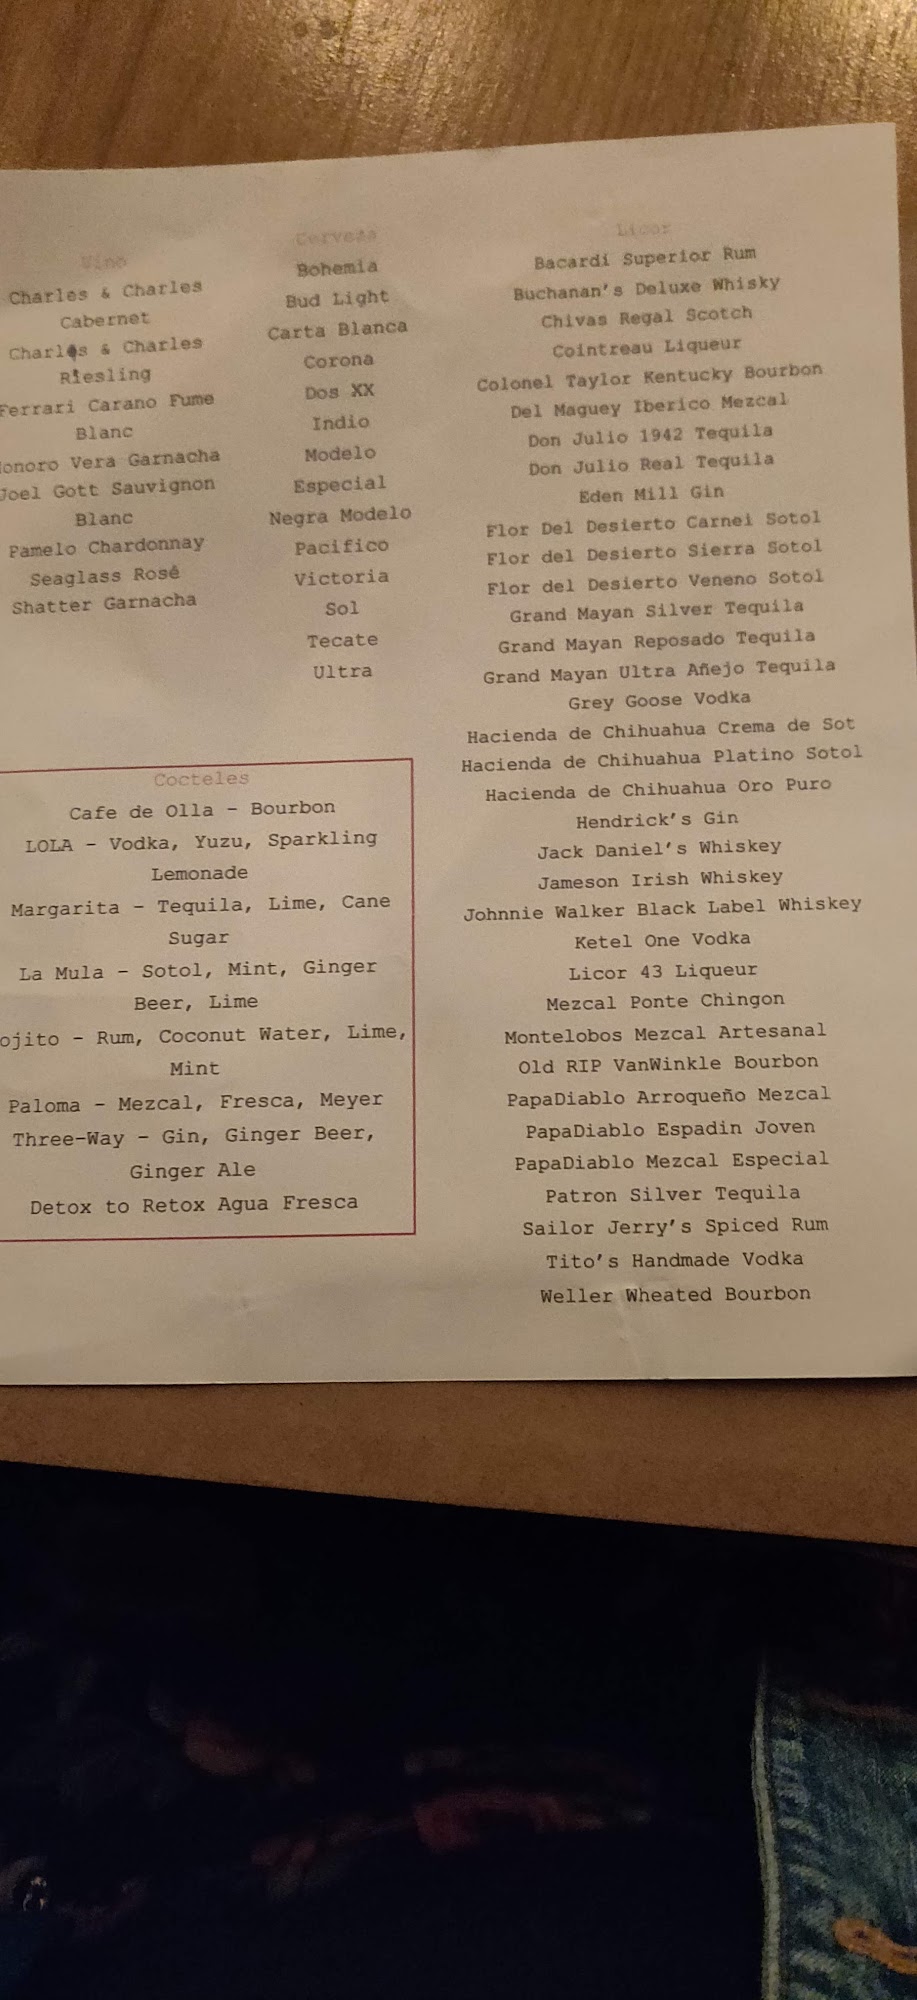 Vino
Charles & Charles
Cabernet
Charles & Charles
Riesling
Ferrari Carano Fume
Blanc
Honoro Vera Garnacha
Joel Gott Sauvignon
Blanc
Pamelo Chardonnay
Seaglass Rosé
Shatter Garnacha
Cerveza
Bohemia
Bud Light
Carta Blanca
Corona
Dos XX
Indio
Modelo
Especial
Negra Modelo
Pacifico
Victoria
Sol
Tecate
Ultra
Cocteles
Cafe de Olla - Bourbon
LOLA - Vodka, Yuzu, Sparkling
Lemonade
Margarita - Tequila, Lime, Cane
Sugar
La Mula - Sotol, Mint, Ginger
Beer, Lime
ojito - Rum, Coconut Water, Lime,
Mint
Paloma - Mezcal, Fresca, Meyer
Three-Way - Gin, Ginger Beer,
Ginger Ale
Detox to Retox Agua Fresca
Licor
Bacardí Superior Rum
Buchanan's Deluxe Whisky
Chivas Regal Scotch
Cointreau Liqueur
Colonel Taylor Kentucky Bourbon
Del Maguey Iberico Mezcal
Don Julio 1942 Tequila
Don Julio Real Tequila
Eden Mill Gin
Flor Del Desierto Carnei Sotol
Flor del Desierto Sierra Sotol
Flor del Desierto Veneno Sotol
Grand Mayan Silver Tequila
Grand Mayan Reposado Tequila
Grand Mayan Ultra Añejo Tequila
Grey Goose Vodka
Hacienda de Chihuahua Crema de Sot
Hacienda de Chihuahua Platino Sotol
Hacienda de Chihuahua Oro Puro
Hendrick's Gin
Jack Daniel's Whiskey
Jameson Irish Whiskey
Johnnie Walker Black Label Whiskey
Ketel One Vodka
Licor 43 Liqueur
Mezcal Ponte Chingon
Montelobos Mezcal Artesanal
Old RIP VanWinkle Bourbon
PapaDiablo Arroqueño Mezcal
PapaDiablo Espadin Joven
PapaDiablo Mezcal Especial
Patron Silver Tequila
Sailor Jerry's Spiced Rum
Tito's Handmade Vodka
Weller Wheated Bourbon